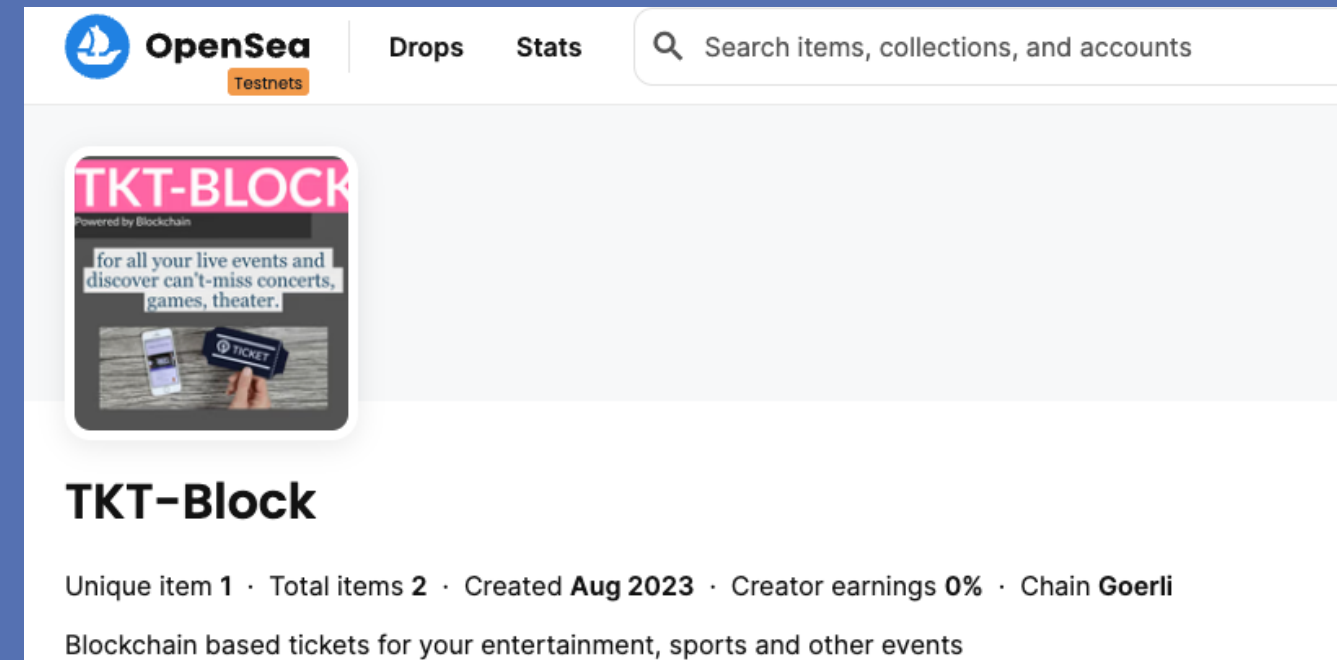 OpenSea
Testnets
Drops
Stats
Search items, collections, and accounts
TKT-BLOCK
Powered by Blockchain
for all your live events and
discover can't-miss concerts,
games, theater.
TICKET
TKT-Block
Unique item 1 · Total items 2 · Created Aug 2023 · Creator earnings 0% · Chain Goerli
Blockchain based tickets for your entertainment, sports and other events